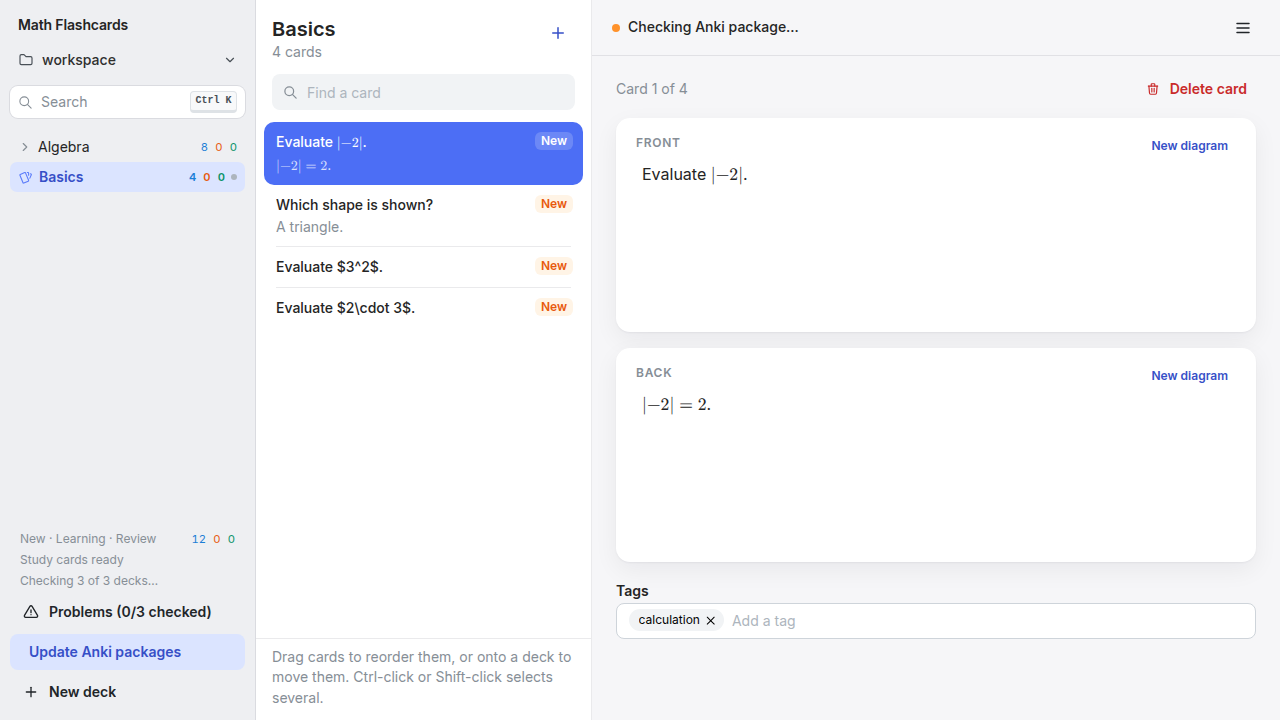 Math Flashcards
workspace
Search Ctrl K
Algebra 8 0 0
Basics 4 0 0
New · Learning · Review 12 0 0
Study cards ready
Checking 3 of 3 decks...
Problems (0/3 checked)
Update Anki packages
New deck
Basics
4 cards
Find a card
Evaluate |−2|. New
|−2| = 2.
Which shape is shown? New
A triangle.
Evaluate $3^2$. New
Evaluate $2\cdot 3$. New
Drag cards to reorder them, or onto a deck to
move them. Ctrl-click or Shift-click selects
several.
Checking Anki package...
Card 1 of 4 Delete card
FRONT New diagram
Evaluate |−2|.
BACK New diagram
|−2| = 2.
Tags
calculation Add a tag